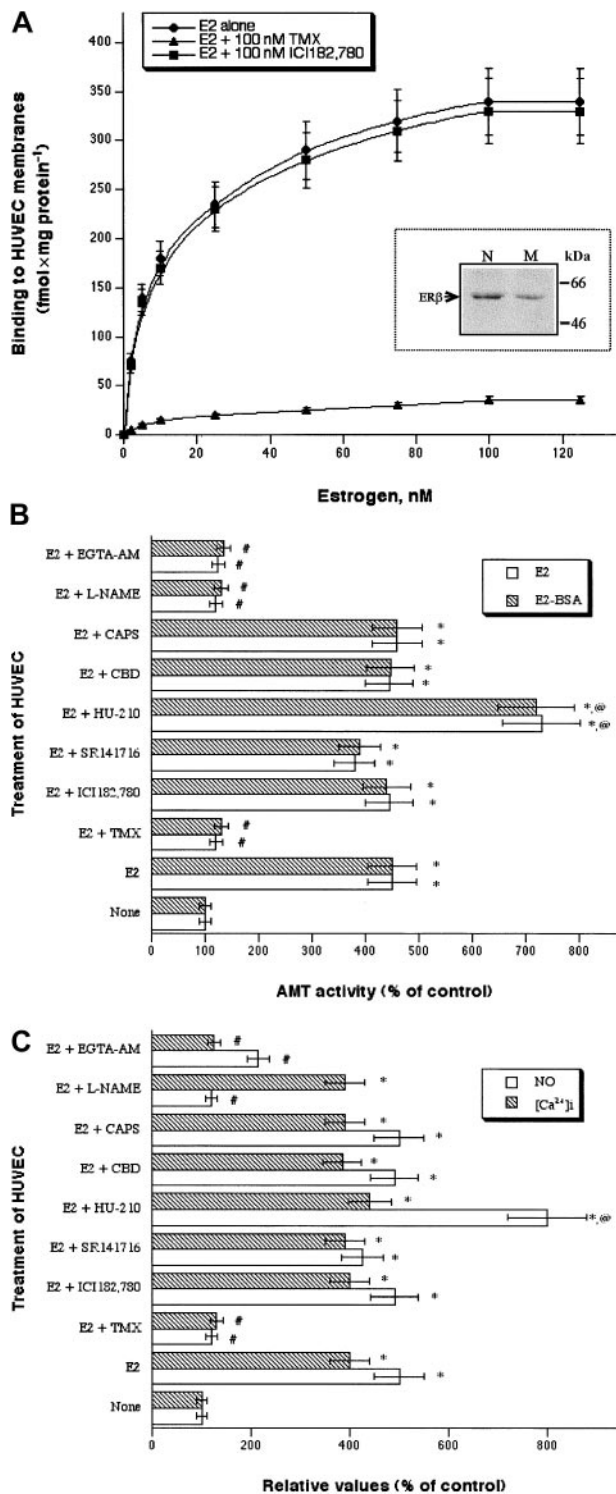 A
E2 alone
E2 + 100 nM TMX
E2 + 100 nM ICI182,780
Binding to HUVEC membranes
(fmol×mg protein⁻¹)
400
350
300
250
200
150
100
50
0
N M kDa
66
ERβ
46
0 20 40 60 80 100 120
Estrogen, nM
B
Treatment of HUVEC
E2
E2-BSA
E2 + EGTA-AM # #
E2 + L-NAME # #
E2 + CAPS * *
E2 + CBD * *
E2 + HU-210 *,@ *,@
E2 + SR141716 * *
E2 + ICI182,780 * *
E2 + TMX # #
E2 * *
None
0 100 200 300 400 500 600 700 800
AMT activity (% of control)
C
Treatment of HUVEC
NO
[Ca²⁺]i
E2 + EGTA-AM # #
E2 + L-NAME * #
E2 + CAPS * *
E2 + CBD * *
E2 + HU-210 * *,@
E2 + SR141716 * *
E2 + ICI182,780 * *
E2 + TMX # #
E2 * *
None
0 200 400 600 800
Relative values (% of control)